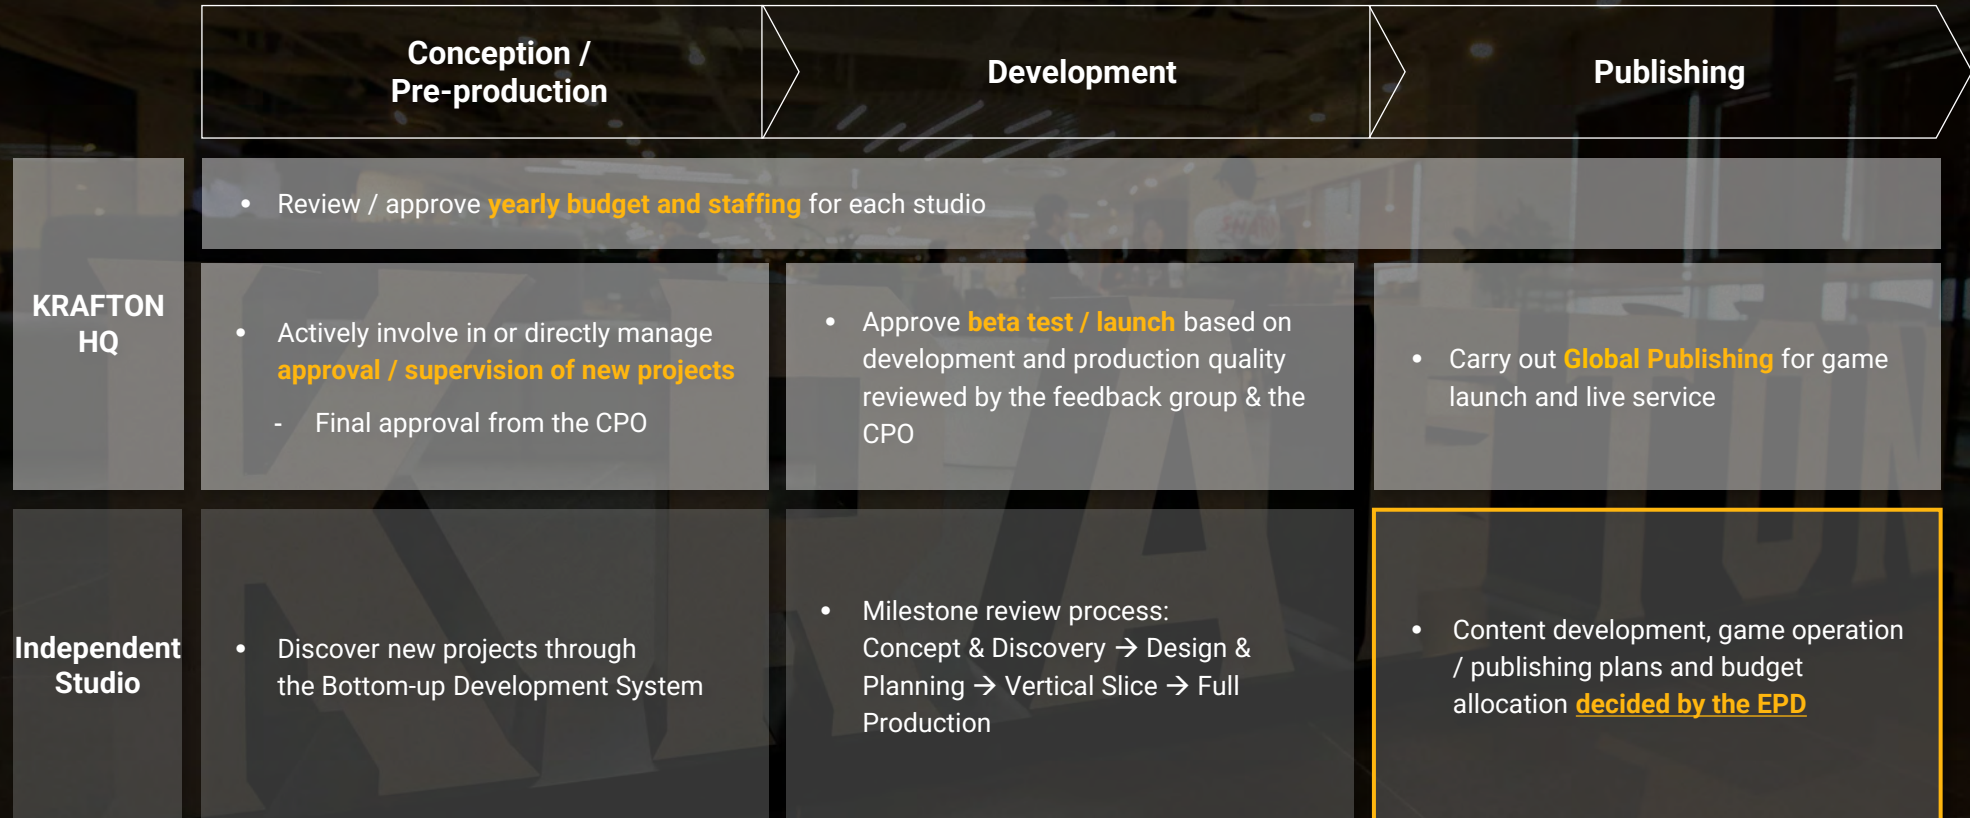 Conception /
Pre-production
Development
Publishing
KRAFTON
HQ
• Review / approve yearly budget and staffing for each studio
• Actively involve in or directly manage
approval / supervision of new projects
- Final approval from the CPO
• Approve beta test / launch based on
development and production quality
reviewed by the feedback group & the
CPO
• Carry out Global Publishing for game
launch and live service
Independent
Studio
• Discover new projects through
the Bottom-up Development System
• Milestone review process:
Concept & Discovery → Design &
Planning → Vertical Slice → Full
Production
• Content development, game operation
/ publishing plans and budget
allocation decided by the EPD
KRAFTON